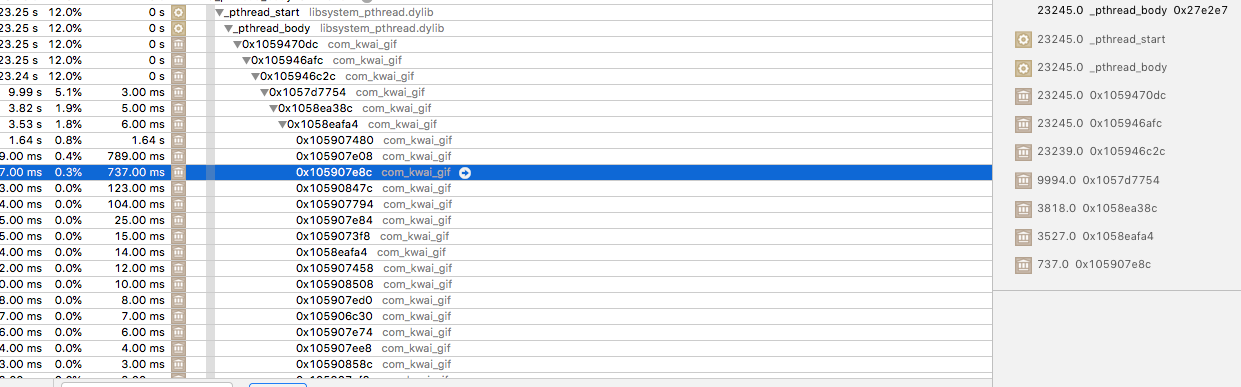 23.25 s 12.0% 0 s _pthread_start libsystem_pthread.dylib
23.25 s 12.0% 0 s _pthread_body libsystem_pthread.dylib
23.25 s 12.0% 0 s 0x1059470dc com_kwai_gif
23.25 s 12.0% 0 s 0x105946afc com_kwai_gif
23.24 s 12.0% 0 s 0x105946c2c com_kwai_gif
9.99 s 5.1% 3.00 ms 0x1057d7754 com_kwai_gif
3.82 s 1.9% 5.00 ms 0x1058ea38c com_kwai_gif
3.53 s 1.8% 6.00 ms 0x1058eafa4 com_kwai_gif
1.64 s 0.8% 1.64 s 0x105907480 com_kwai_gif
9.00 ms 0.4% 789.00 ms 0x105907e08 com_kwai_gif
7.00 ms 0.3% 737.00 ms 0x105907e8c com_kwai_gif
3.00 ms 0.0% 123.00 ms 0x10590847c com_kwai_gif
4.00 ms 0.0% 104.00 ms 0x105907794 com_kwai_gif
5.00 ms 0.0% 25.00 ms 0x105907e84 com_kwai_gif
5.00 ms 0.0% 15.00 ms 0x1059073f8 com_kwai_gif
4.00 ms 0.0% 14.00 ms 0x1058eafa4 com_kwai_gif
2.00 ms 0.0% 12.00 ms 0x105907458 com_kwai_gif
0.00 ms 0.0% 10.00 ms 0x105908508 com_kwai_gif
8.00 ms 0.0% 8.00 ms 0x105907ed0 com_kwai_gif
7.00 ms 0.0% 7.00 ms 0x105906c30 com_kwai_gif
6.00 ms 0.0% 6.00 ms 0x105907e74 com_kwai_gif
4.00 ms 0.0% 4.00 ms 0x105907ee8 com_kwai_gif
3.00 ms 0.0% 3.00 ms 0x10590858c com_kwai_gif
23245.0 _pthread_body 0x27e2e7
23245.0 _pthread_start
23245.0 _pthread_body
23245.0 0x1059470dc
23245.0 0x105946afc
23239.0 0x105946c2c
9994.0 0x1057d7754
3818.0 0x1058ea38c
3527.0 0x1058eafa4
737.0 0x105907e8c